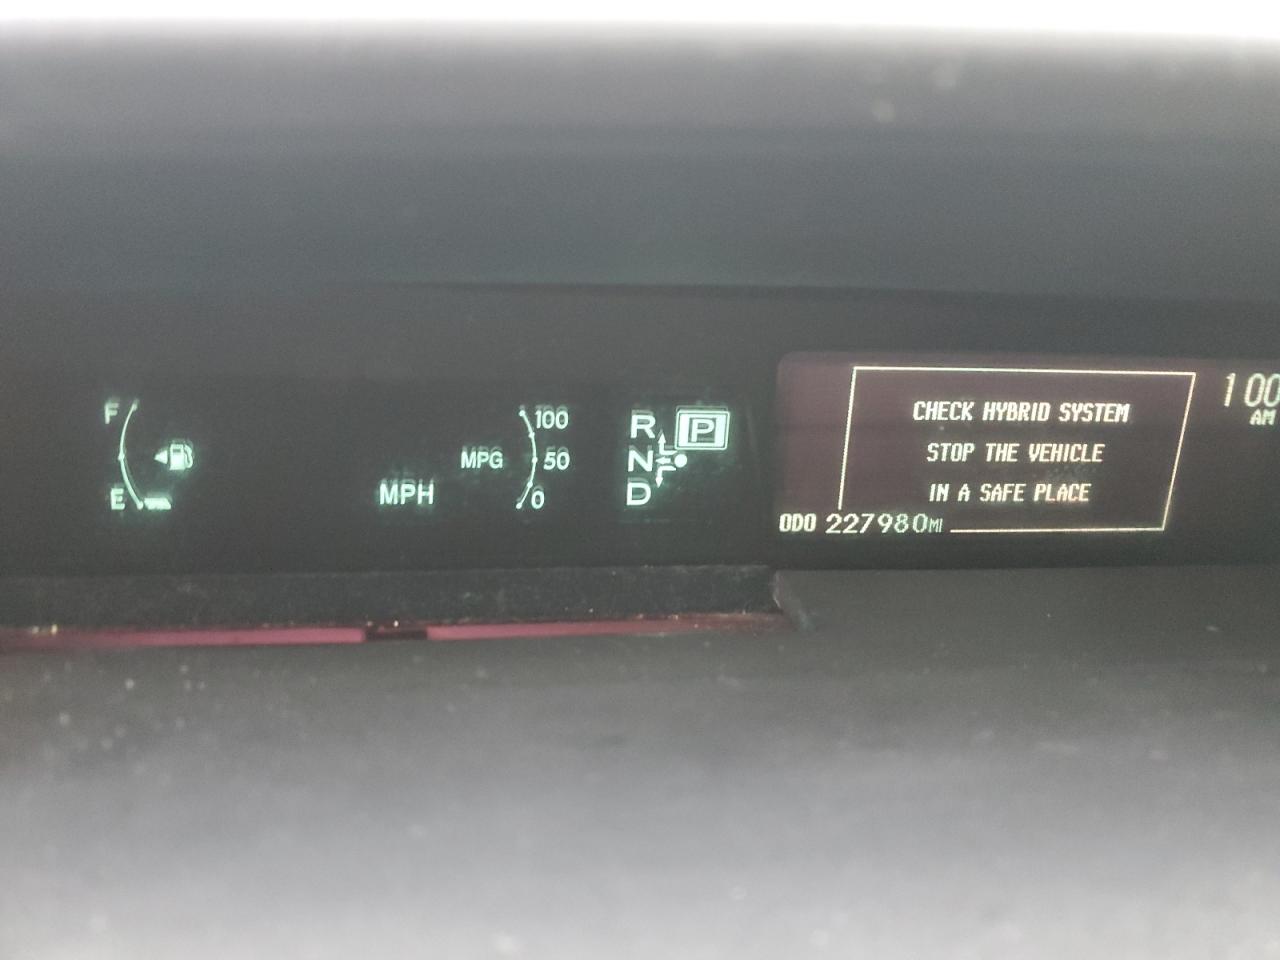 F
E
MPH
MPG
100
50
0
R
P
N
D
CHECK HYBRID SYSTEM
STOP THE VEHICLE
IN A SAFE PLACE
ODO 227980MI
100
AM